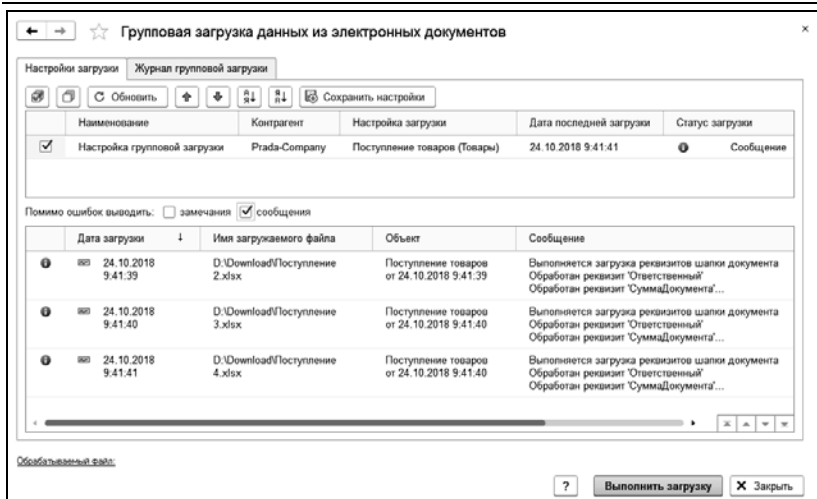 Групповая загрузка данных из электронных документов
Настройки загрузки Журнал групповой загрузки
Обновить Сохранить настройки
Наименование Контрагент Настройка загрузки Дата последней загрузки Статус загрузки
Настройка групповой загрузки Prada-Company Поступление товаров (Товары) 24.10.2018 9:41:41 Сообщение
Помимо ошибок выводить: замечания сообщения
Дата загрузки Имя загружаемого файла Объект Сообщение
24.10.2018 D:\Download\Поступление Поступление товаров Выполняется загрузка реквизитов шапки документа
9:41:39 2.xlsx от 24.10.2018 9:41:39 Обработан реквизит 'Ответственный'
Обработан реквизит 'СуммаДокумента'...
24.10.2018 D:\Download\Поступление Поступление товаров Выполняется загрузка реквизитов шапки документа
9:41:40 3.xlsx от 24.10.2018 9:41:40 Обработан реквизит 'Ответственный'
Обработан реквизит 'СуммаДокумента'...
24.10.2018 D:\Download\Поступление Поступление товаров Выполняется загрузка реквизитов шапки документа
9:41:41 4.xlsx от 24.10.2018 9:41:40 Обработан реквизит 'Ответственный'
Обработан реквизит 'СуммаДокумента'...
Обрабатываемый файл:
? Выполнить загрузку X Закрыть